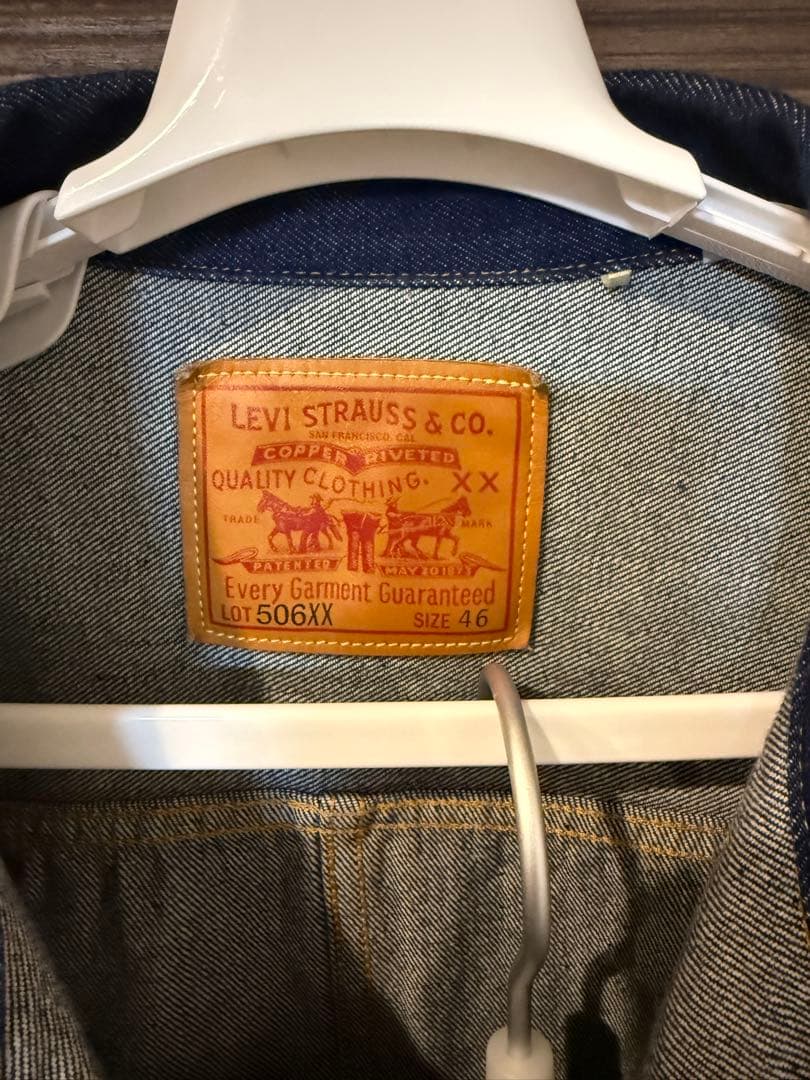 LEVI STRAUSS & CO.
SAN FRANCISCO, CAL
COPPER RIVETED
QUALITY CLOTHING. XX
TRADE MARK
PATENTED MAY 20 1873
Every Garment Guaranteed
LOT 506XX SIZE 46